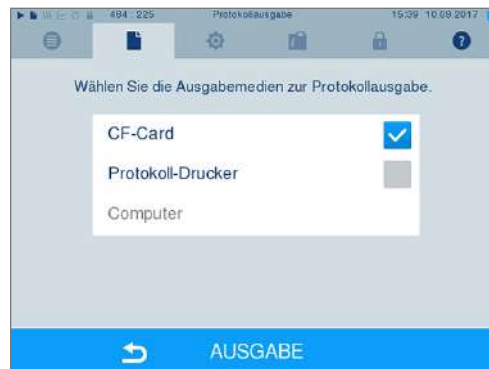 494 : 225 Protokollausgabe 15:39 10.09.2017
?
Wählen Sie die Ausgabemedien zur Protokollausgabe.
CF-Card
Protokoll-Drucker
Computer
AUSGABE